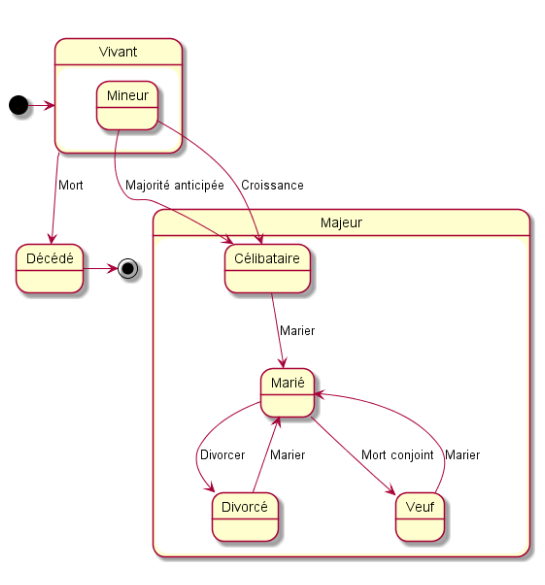 Vivant
Mineur
Mort
Majorité anticipée
Croissance
Majeur
Décédé
Célibataire
Marier
Marié
Divorcer
Marier
Mort conjoint
Marier
Divorcé
Veuf